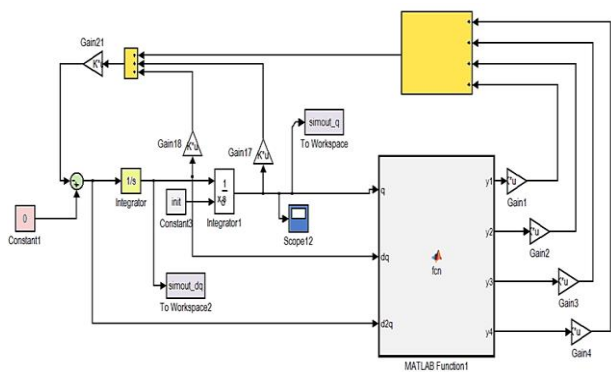 Gain21
K*u
simout_q
To Workspace
Gain18
K*u
Gain17
K*u
1/s
Integrator
init
Constant3
1
Integrator1
Scope12
0
Constant1
simout_dq
To Workspace2
q
dq
d2q
fcn
MATLAB Function1
y1
y2
y3
y4
Gain1
Gain2
Gain3
Gain4